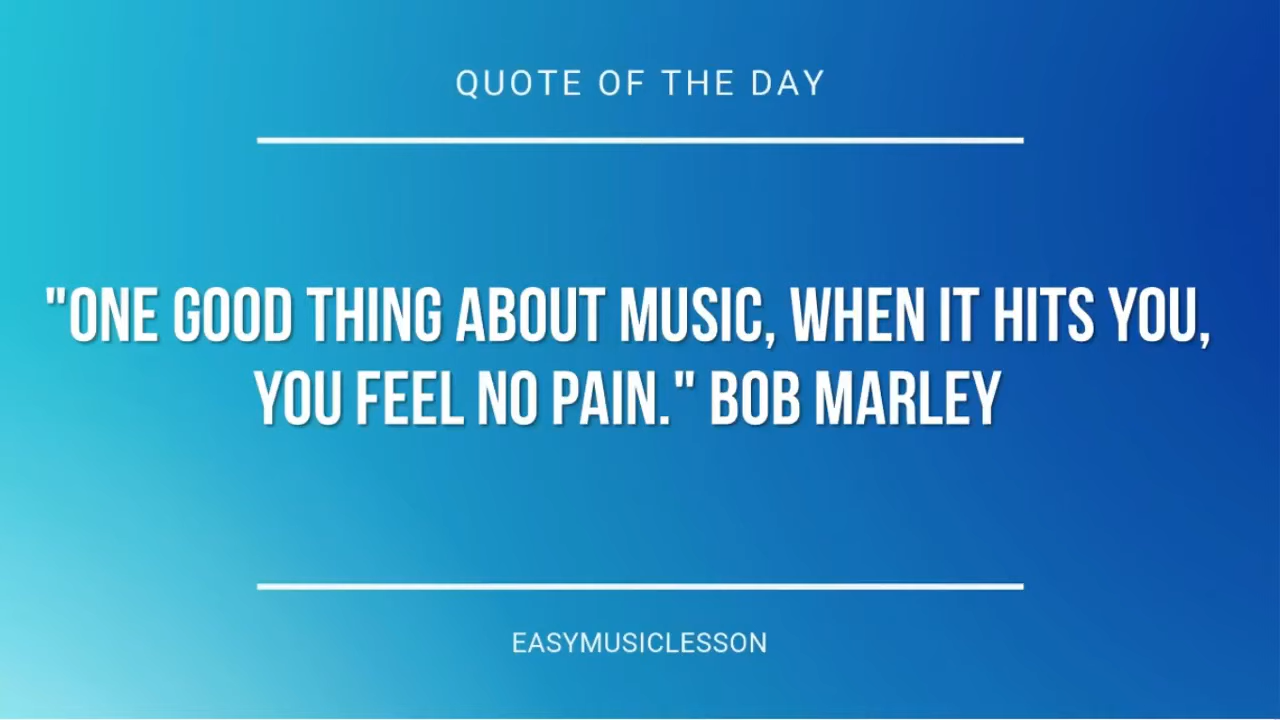 QUOTE OF THE DAY
"ONE GOOD THING ABOUT MUSIC, WHEN IT HITS YOU,
YOU FEEL NO PAIN." BOB MARLEY
EASYMUSICLESSON